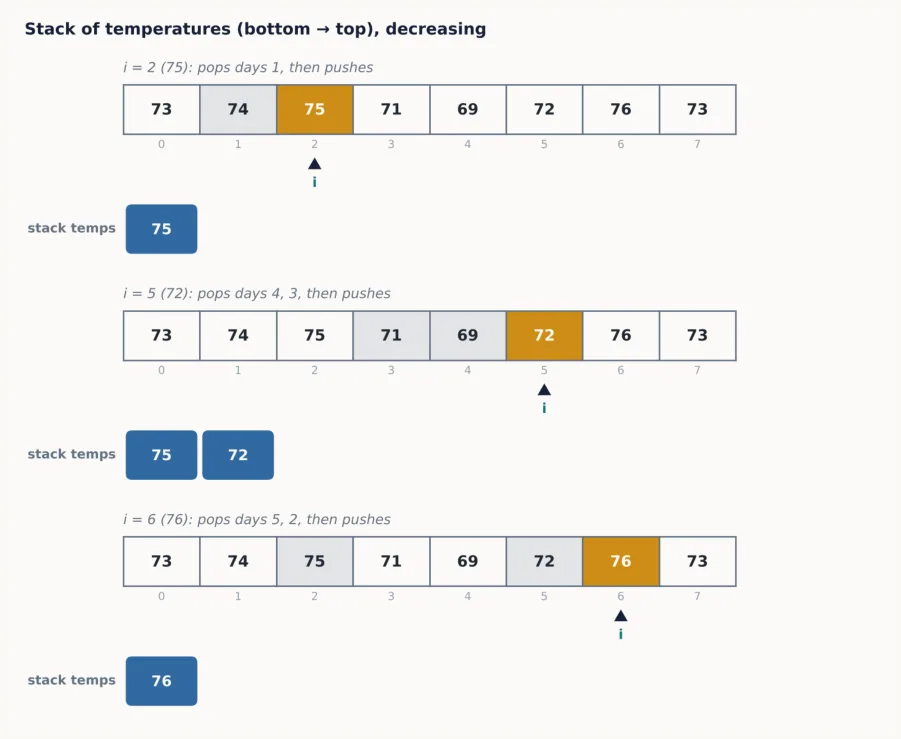 Stack of temperatures (bottom → top), decreasing
i = 2 (75): pops days 1, then pushes
73 74 75 71 69 72 76 73
0 1 2 3 4 5 6 7
i
stack temps 75
i = 5 (72): pops days 4, 3, then pushes
73 74 75 71 69 72 76 73
0 1 2 3 4 5 6 7
i
stack temps 75 72
i = 6 (76): pops days 5, 2, then pushes
73 74 75 71 69 72 76 73
0 1 2 3 4 5 6 7
i
stack temps 76